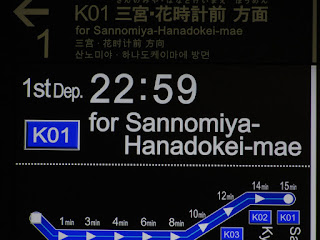 K01 三宮・花時計前 方面
1 for Sannomiya-Hanadokei-mae
三宮・花時計前 方向
산노미야・하나도케이마에 방면
1st Dep. 22:59
K01 for Sannomiya-
Hanadokei-mae
1min 3min 4min 6min 8min 10min 12min 14min 15min
K03 K02 K01